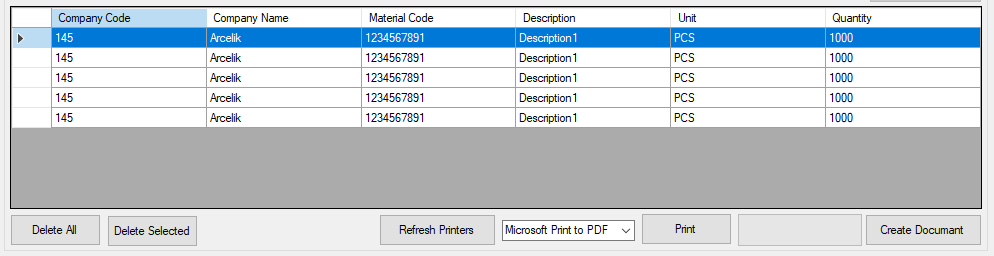 Company Code Company Name Material Code Description Unit Quantity
145 Arcelik 1234567891 Description1 PCS 1000
145 Arcelik 1234567891 Description1 PCS 1000
145 Arcelik 1234567891 Description1 PCS 1000
145 Arcelik 1234567891 Description1 PCS 1000
145 Arcelik 1234567891 Description1 PCS 1000
Delete All Delete Selected Refresh Printers Microsoft Print to PDF Print Create Documant